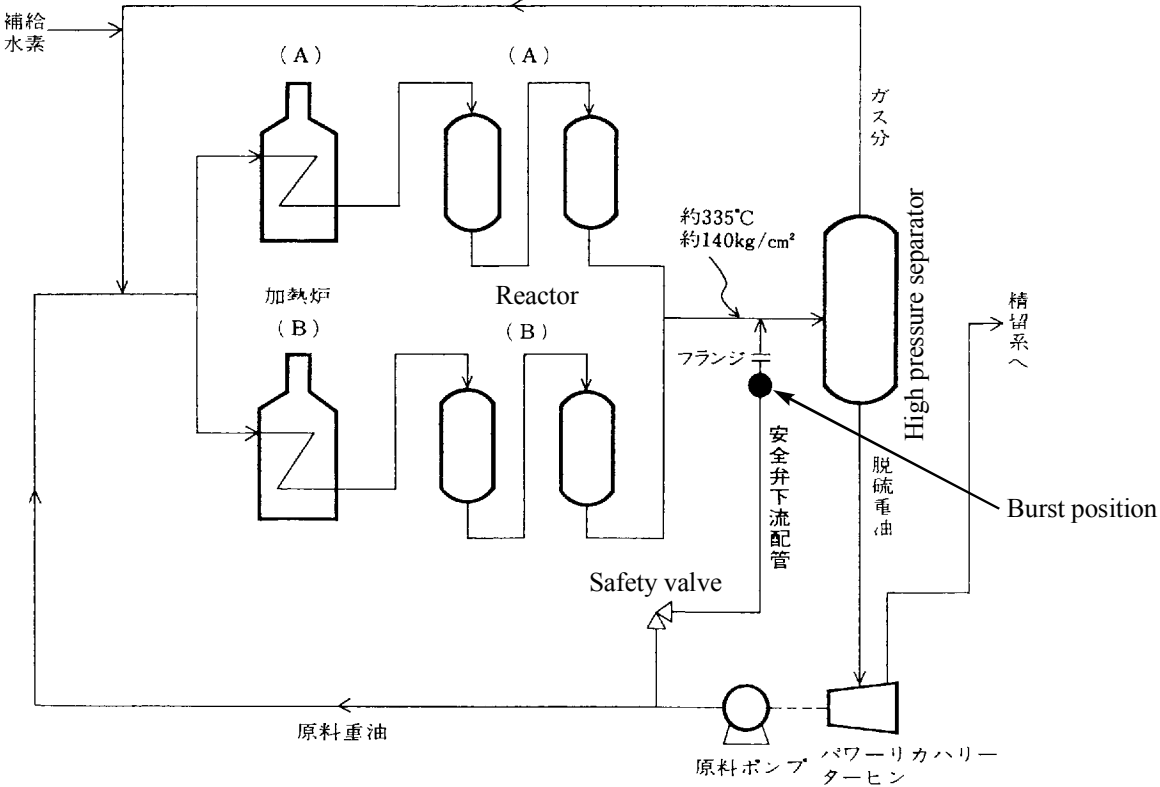 補給
水素
(A)
(A)
ガス分
約335℃
約140kg/cm²
High pressure separator
加熱炉
(B)
Reactor
(B)
フランジ
精留系へ
安全弁下流配管
脱硫重油
Burst position
Safety valve
原料重油
原料ポンプ
パワーリカハリー
ターヒン